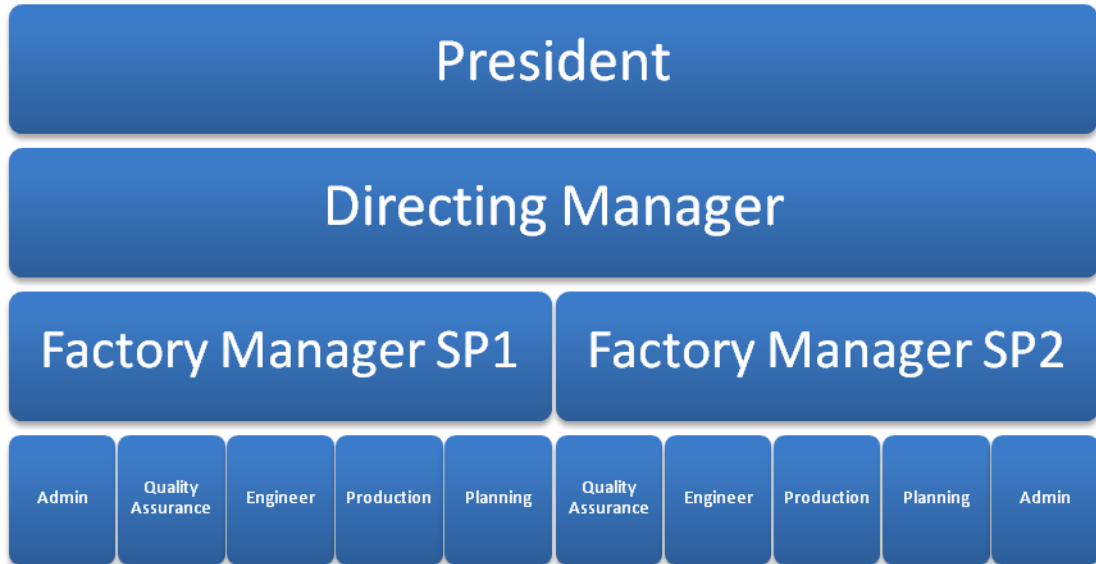 President
Directing Manager
Factory Manager SP1
Factory Manager SP2
Admin
Quality
Assurance
Engineer
Production
Planning
Quality
Assurance
Engineer
Production
Planning
Admin